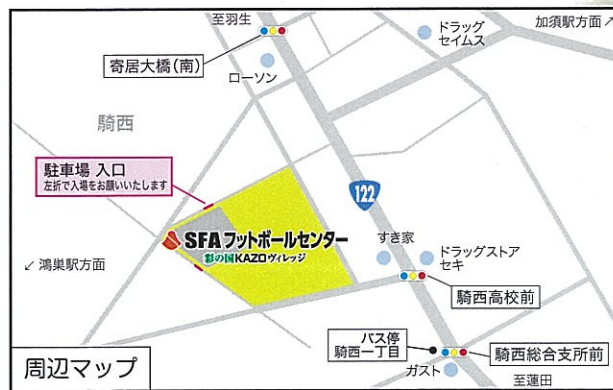 至羽生
加須駅方面↗
ドラッグ
セイムス
寄居大橋(南)
ローソン
騎西
駐車場 入口
左折で入場をお願いいたします
122
SFAフットボールセンター
彩の国KAZOヴィレッジ
すき家
ドラッグストア
セキ
↙ 鴻巣駅方面
騎西高校前
バス停
騎西一丁目
騎西総合支所前
ガスト
至蓮田
周辺マップ